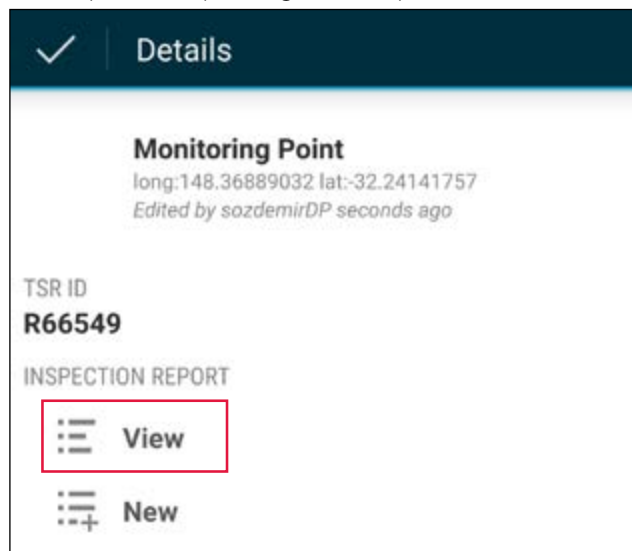 Details
Monitoring Point
long:148.36889032 lat:-32.24141757
Edited by sozdemirDP seconds ago
TSR ID
R66549
INSPECTION REPORT
View
New